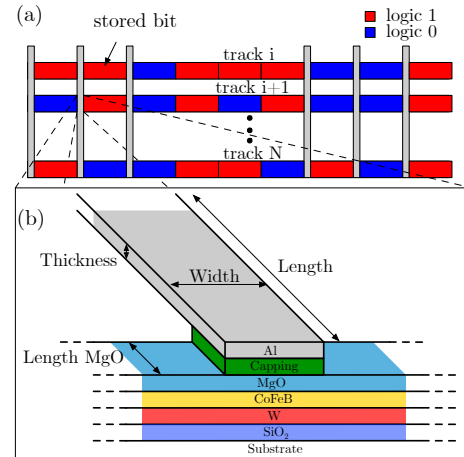 (a)
stored bit
logic 1
logic 0
track i
track i+1
track N
(b)
Thickness
Width
Length
Length MgO
Al
Capping
MgO
CoFeB
W
SiO₂
Substrate